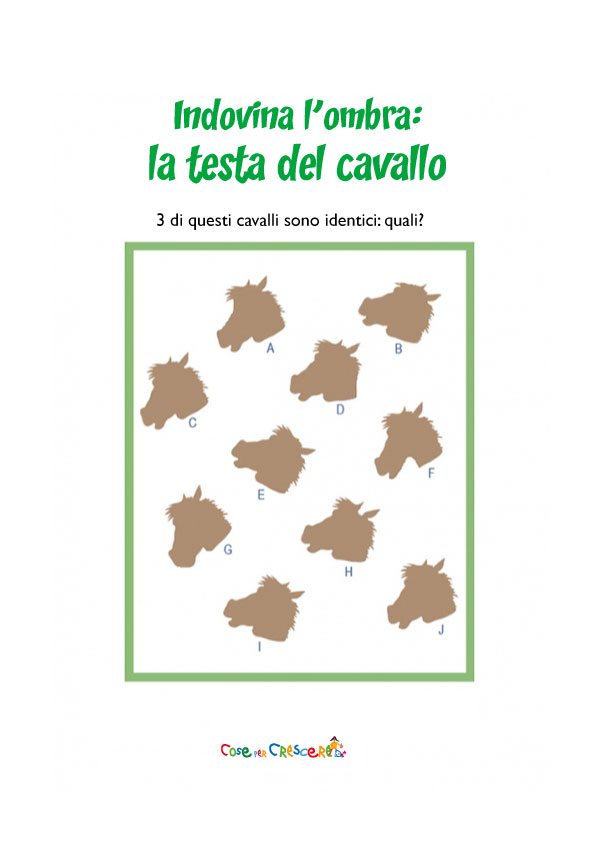 Indovina l'ombra:
la testa del cavallo
3 di questi cavalli sono identici: quali?
A
B
C
D
E
F
G
H
I
J
Cose per Crescere